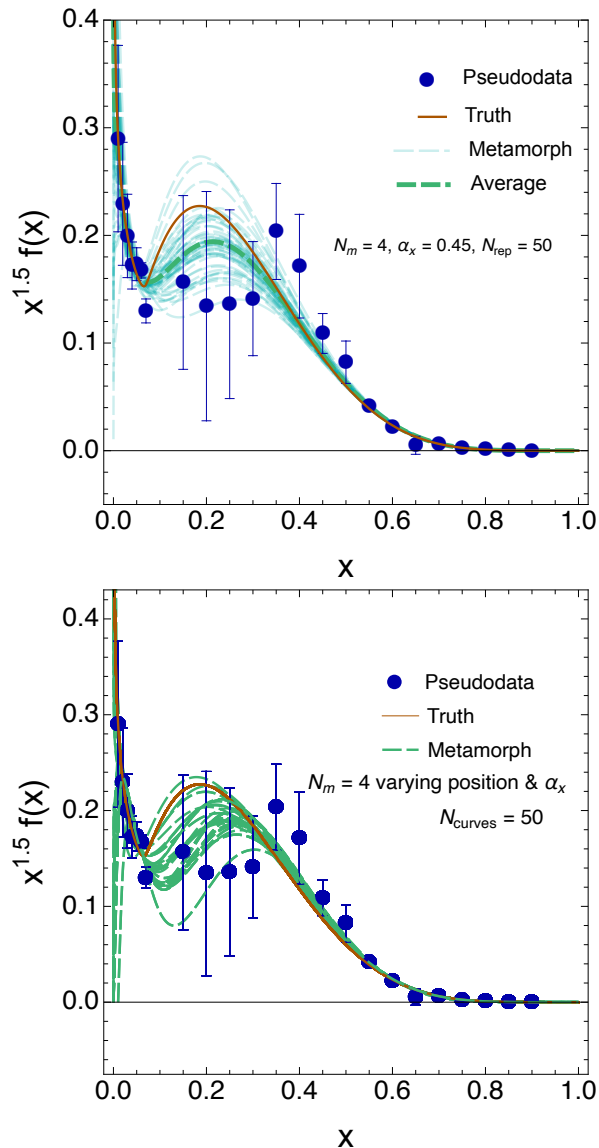 0.4
0.3
0.2
0.1
0.0
x^1.5 f(x)
Pseudodata
Truth
Metamorph
Average
N_m = 4, α_x = 0.45, N_rep = 50
0.0 0.2 0.4 0.6 0.8 1.0
x
0.4
0.3
0.2
0.1
0.0
x^1.5 f(x)
Pseudodata
Truth
Metamorph
N_m = 4 varying position & α_x
N_curves = 50
0.0 0.2 0.4 0.6 0.8 1.0
x